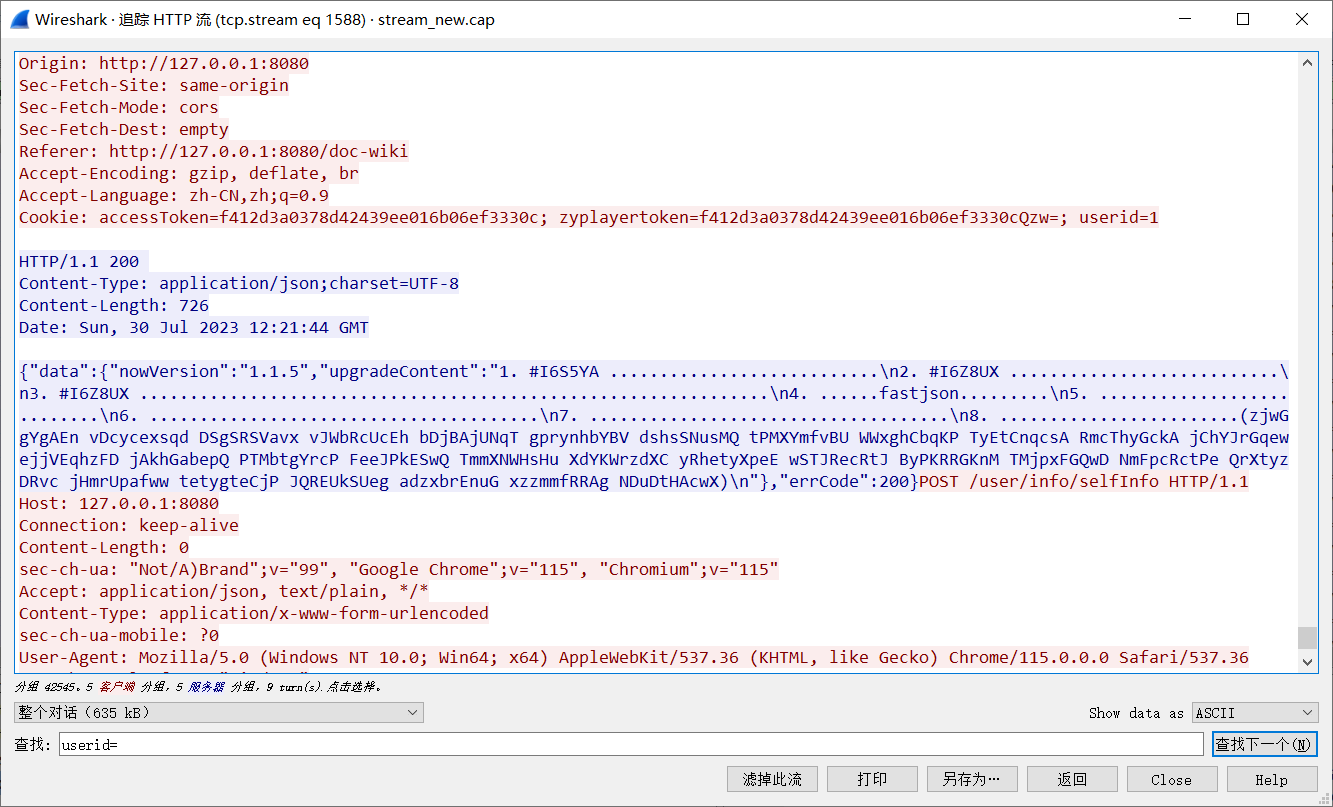 Wireshark · 追踪 HTTP 流 (tcp.stream eq 1588) · stream_new.cap
Origin: http://127.0.0.1:8080
Sec-Fetch-Site: same-origin
Sec-Fetch-Mode: cors
Sec-Fetch-Dest: empty
Referer: http://127.0.0.1:8080/doc-wiki
Accept-Encoding: gzip, deflate, br
Accept-Language: zh-CN,zh;q=0.9
Cookie: accessToken=f412d3a0378d42439ee016b06ef3330c; zyplayertoken=f412d3a0378d42439ee016b06ef3330cQzw=; userid=1
HTTP/1.1 200
Content-Type: application/json;charset=UTF-8
Content-Length: 726
Date: Sun, 30 Jul 2023 12:21:44 GMT
{"data":{"nowVersion":"1.1.5","upgradeContent":"1. #I6S5YA ...........................\n2. #I6Z8UX ...........................\
n3. #I6Z8UX ...............................................................\n4. ......fastjson.........\n5. ...................
........\n6. .......................................\n7. ....................................\n8. .........................(zjwG
gYgAEn vDcycexsqd DSgSRSVavx vJWbRcUcEh bDjBAjUNqT gprynhbYBV dshsSNusMQ tPMXYmfvBU WWxghCbqKP TyEtCnqcsA RmcThyGckA jChYJrGqew
ejjVEqhzFD jAkhGabepQ PTMbtgYrcP FeeJPkESwQ TmmXNWHsHu XdYKWrzdXC yRhetyXpeE wSTJRecRtJ ByPKRRGKnM TMjpxFGQwD NmFpcRctPe QrXtyz
DRvc jHmrUpafww tetygteCjP JQREUkSUeg adzxbrEnuG xzzmmfRRAg NDuDtHAcwX)\n"},"errCode":200}POST /user/info/selfInfo HTTP/1.1
Host: 127.0.0.1:8080
Connection: keep-alive
Content-Length: 0
sec-ch-ua: "Not/A)Brand";v="99", "Google Chrome";v="115", "Chromium";v="115"
Accept: application/json, text/plain, */*
Content-Type: application/x-www-form-urlencoded
sec-ch-ua-mobile: ?0
User-Agent: Mozilla/5.0 (Windows NT 10.0; Win64; x64) AppleWebKit/537.36 (KHTML, like Gecko) Chrome/115.0.0.0 Safari/537.36
分组 42545。5 客户端 分组，5 服务器 分组，9 turn(s).点击选择。
整个对话（635 kB）
Show data as ASCII
查找: userid=
查找下一个(N)
滤掉此流 打印 另存为… 返回 Close Help